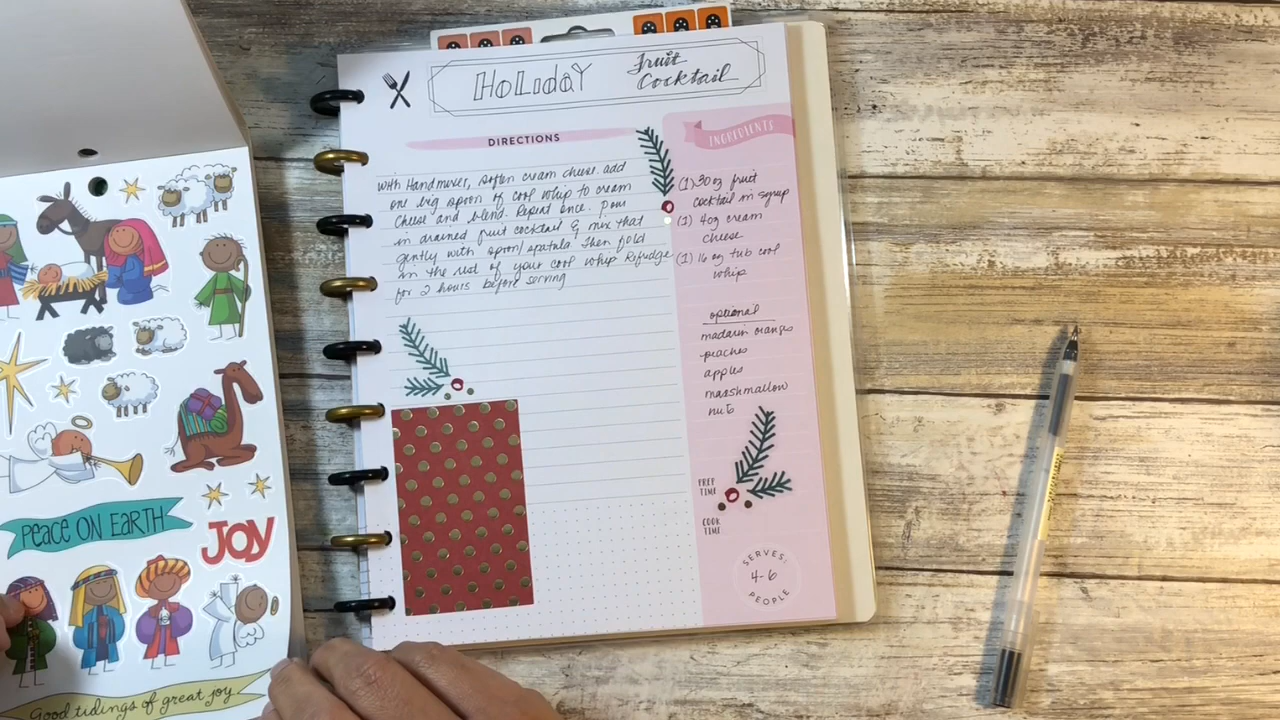 HOLIDAY
Fruit
Cocktail
DIRECTIONS
With Hand mixer, soften cream cheese. add
one big spoon of cool whip to cream
cheese and blend. Repeat once. pour
in drained fruit cocktail & mix that
gently with spoon/spatula. Then fold
in the rest of your cool whip Refridge
for 2 hours before serving
INGREDIENTS
(1) 30 oz fruit
cocktail in syrup
(1) 4oz cream
cheese
(1) 16 oz tub cool
whip
optional
madarin oranges
peaches
apples
marshmallow
nuts
PREP
TIME
COOK
TIME
SERVES:
4-6
PEOPLE
PEACE ON EARTH
JOY
Good tidings of great joy